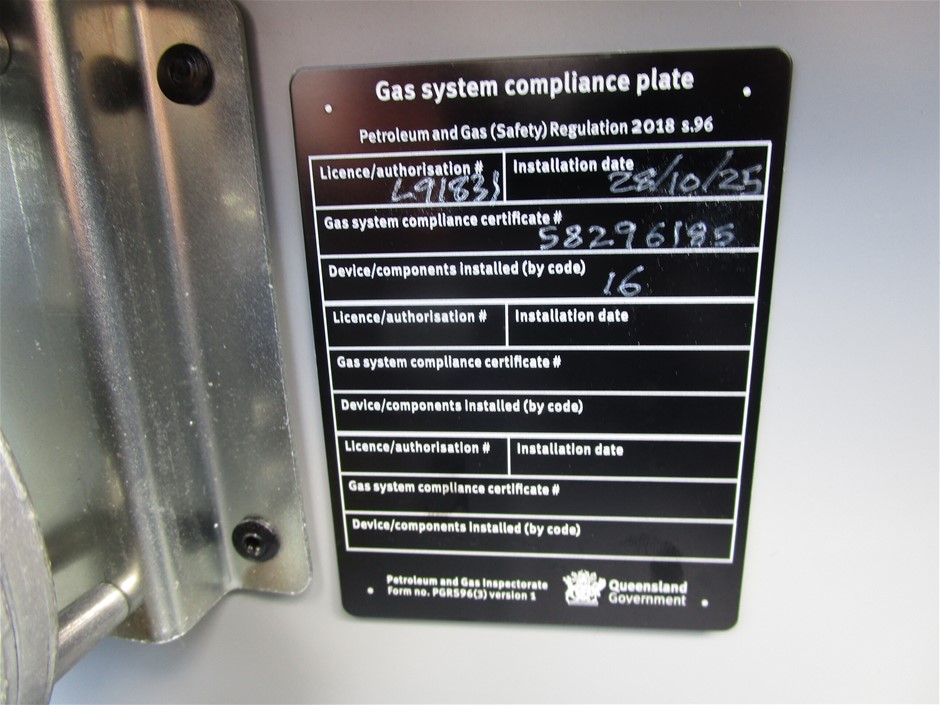 Gas system compliance plate
Petroleum and Gas (Safety) Regulation 2018 s.96
Licence/authorisation # L91831
Installation date 28/10/25
Gas system compliance certificate # 58296185
Device/components installed (by code) 16
Licence/authorisation #
Installation date
Gas system compliance certificate #
Device/components installed (by code)
Licence/authorisation #
Installation date
Gas system compliance certificate #
Device/components installed (by code)
Petroleum and Gas Inspectorate
Form no. PGRS96(3) version 1
Queensland
Government